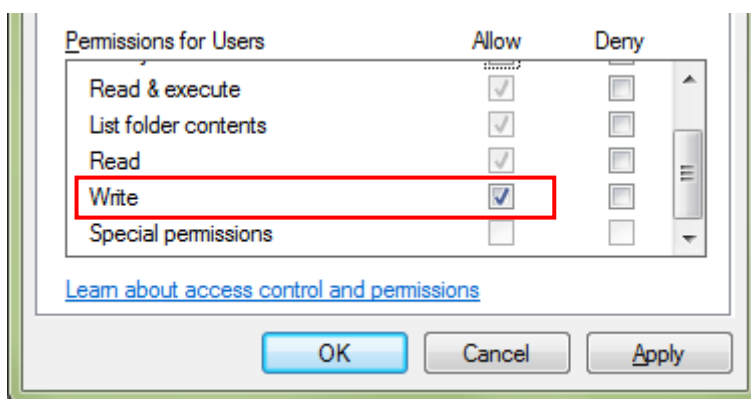 Permissions for Users Allow Deny
Read & execute
List folder contents
Read
Write
Special permissions
Learn about access control and permissions
OK Cancel Apply